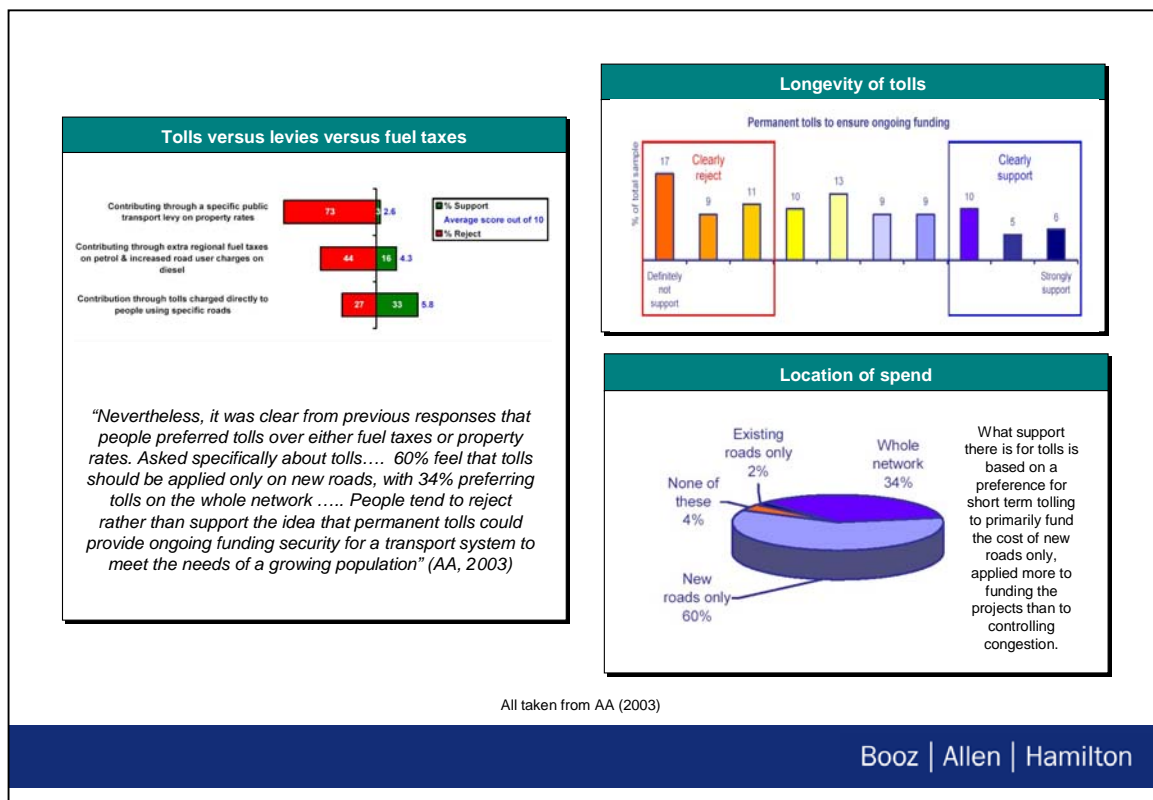 Tolls versus levies versus fuel taxes
Contributing through a specific public
transport levy on property rates
73
3
2.6
Contributing through extra regional fuel taxes
on petrol & increased road user charges on
diesel
44
16
4.3
Contribution through tolls charged directly to
people using specific roads
27
33
5.8
% Support
Average score out of 10
% Reject
“Nevertheless, it was clear from previous responses that
people preferred tolls over either fuel taxes or property
rates. Asked specifically about tolls…. 60% feel that
tolls should be applied only on new roads, with 34% preferring
tolls on the whole network ….. People tend to reject
rather than support the idea that permanent tolls could
provide ongoing funding security for a transport system to
meet the needs of a growing population” (AA, 2003)
Longevity of tolls
Permanent tolls to ensure ongoing funding
% of total sample
Clearly
reject
Clearly
support
17
9
11
10
13
9
9
10
5
6
Definitely
not
support
Strongly
support
Location of spend
Existing
roads only
2%
Whole
network
34%
None of
these
4%
New
roads only
60%
What support
there is for tolls is
based on a
preference for
short term tolling
to primarily fund
the cost of new
roads only,
applied more to
funding the
projects than to
controlling
congestion.
All taken from AA (2003)
Booz | Allen | Hamilton